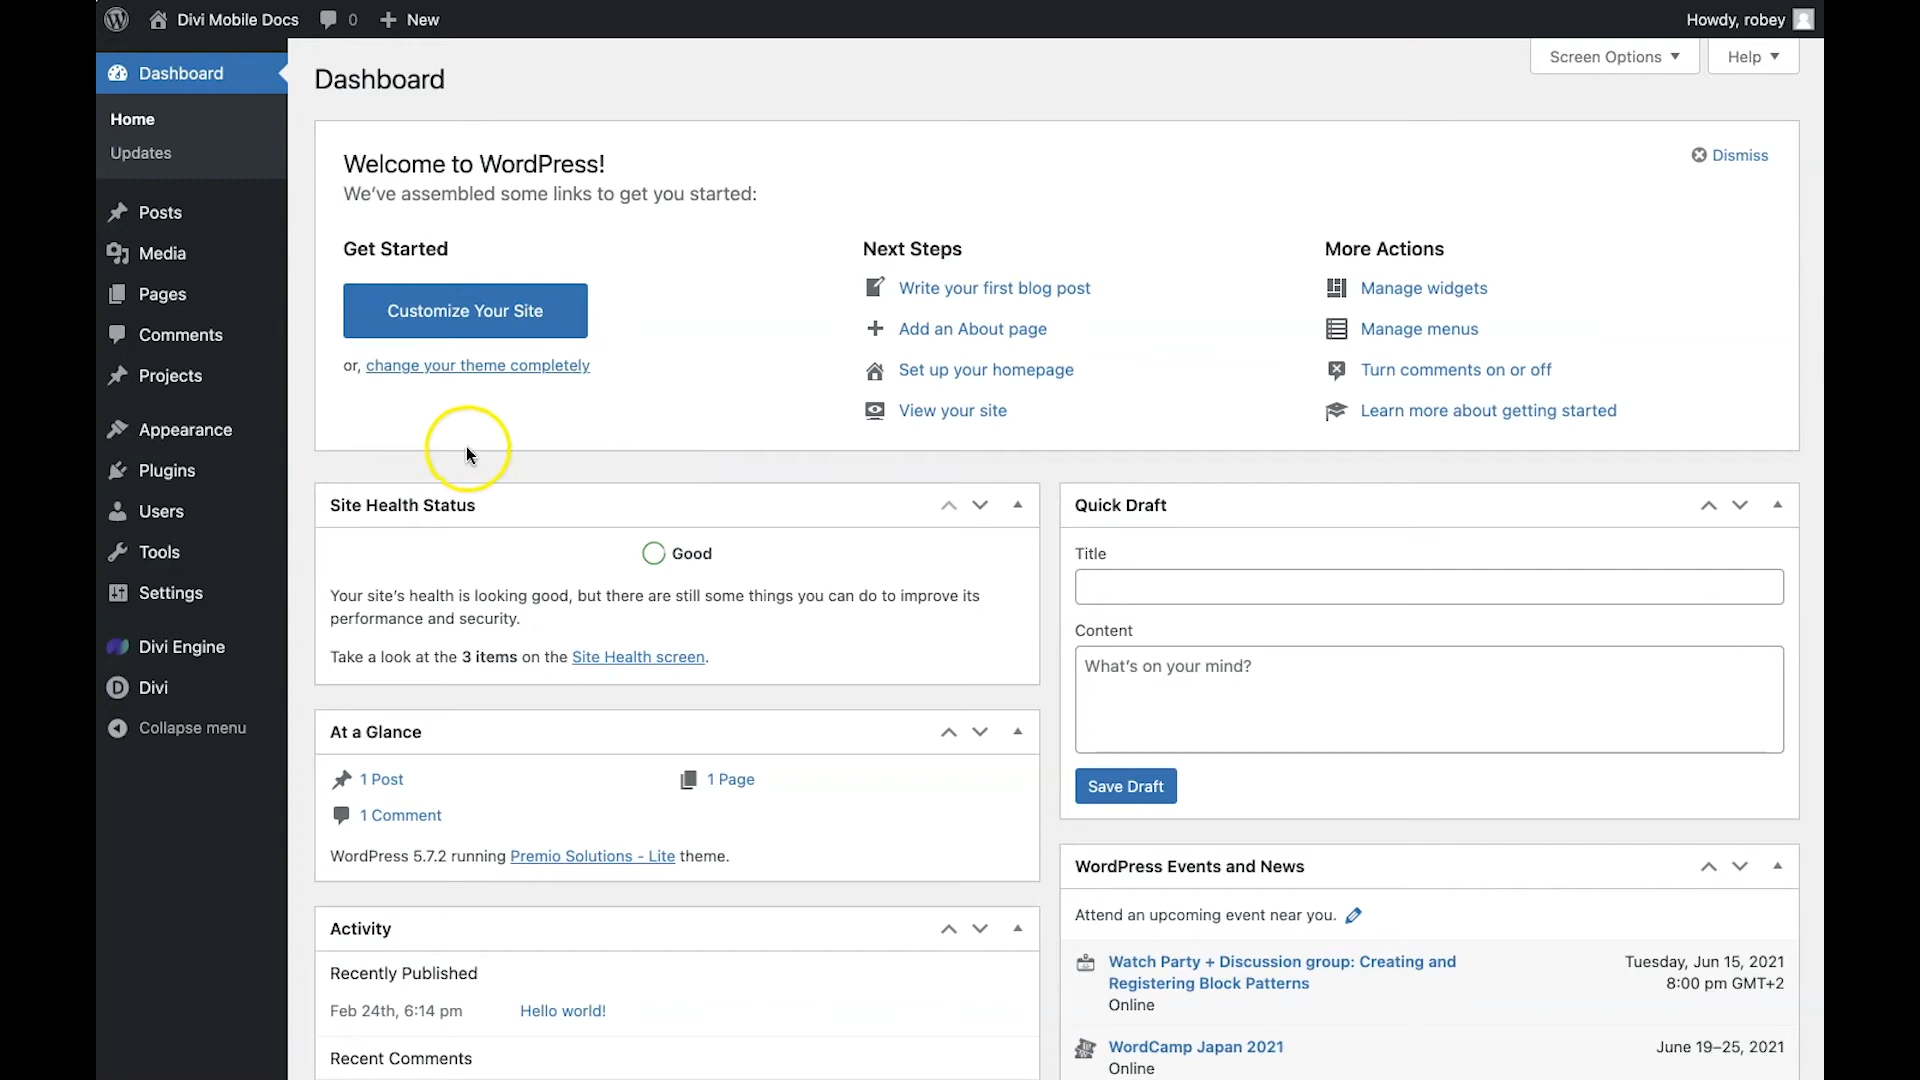 Divi Mobile Docs
0
New
Howdy, robey
Dashboard
Home
Updates
Posts
Media
Pages
Comments
Projects
Appearance
Plugins
Users
Tools
Settings
Divi Engine
D
Divi
Collapse menu
Screen Options
Help
Dashboard
Welcome to WordPress!
We've assembled some links to get you started:
Dismiss
Get Started
Customize Your Site
or, change your theme completely
Next Steps
Write your first blog post
Add an About page
Set up your homepage
View your site
More Actions
Manage widgets
Manage menus
Turn comments on or off
Learn more about getting started
Site Health Status
Good
Your site's health is looking good, but there are still some things you can do to improve its
performance and security.
Take a look at the 3 items on the Site Health screen.
At a Glance
1 Post
1 Page
1 Comment
WordPress 5.7.2 running Premio Solutions - Lite theme.
Activity
Recently Published
Feb 24th, 6:14 pm
Hello world!
Recent Comments
Quick Draft
Title
Content
What's on your mind?
Save Draft
WordPress Events and News
Attend an upcoming event near you.
Watch Party + Discussion group: Creating and
Registering Block Patterns
Online
Tuesday, Jun 15, 2021
8:00 pm GMT+2
WordCamp Japan 2021
Online
June 19–25, 2021